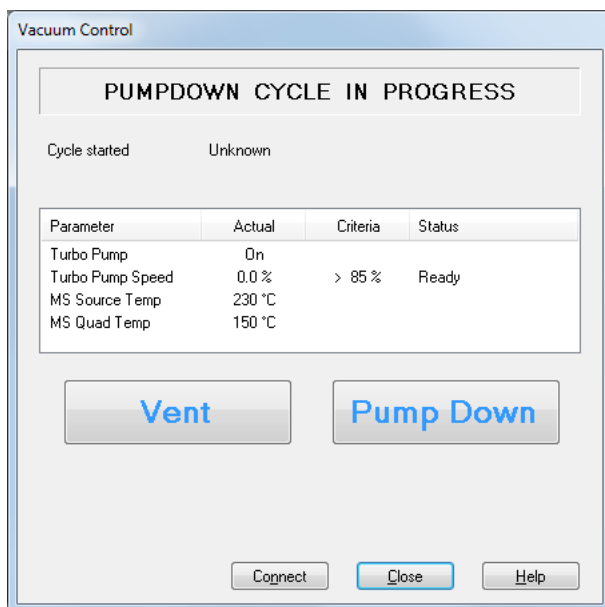 Vacuum Control
PUMPDOWN CYCLE IN PROGRESS
Cycle started Unknown
Parameter Actual Criteria Status
Turbo Pump On
Turbo Pump Speed 0.0 % > 85 % Ready
MS Source Temp 230 °C
MS Quad Temp 150 °C
Vent Pump Down
Connect Close Help